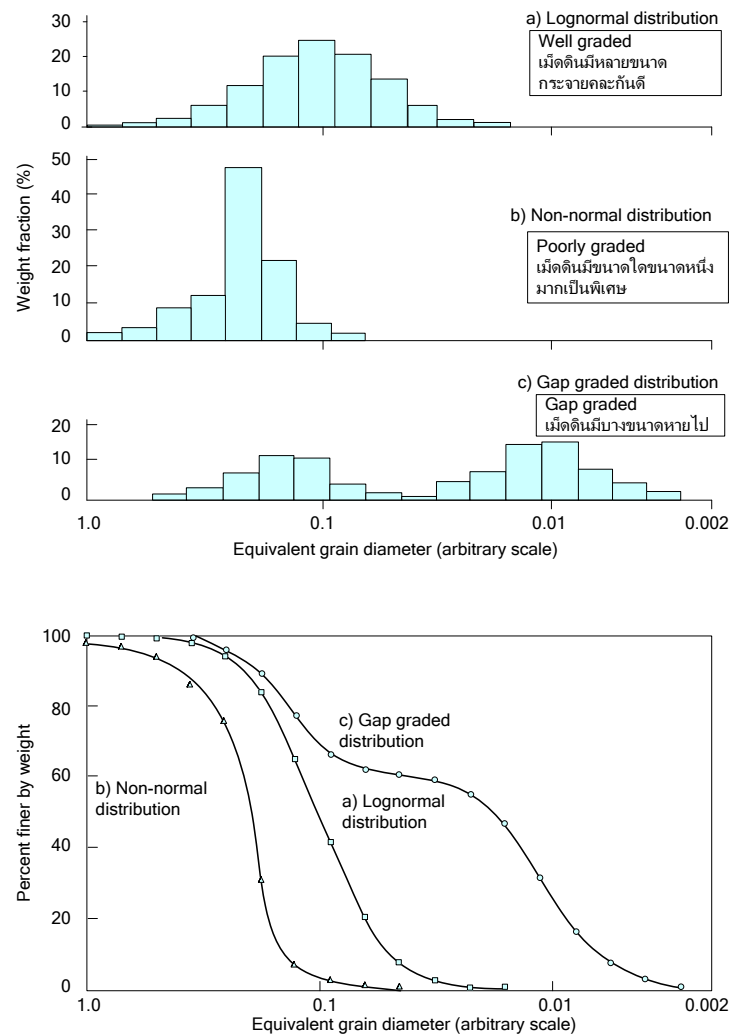 a) Lognormal distribution
Well graded
เม็ดดินมีหลายขนาด
กระจายคละกันดี
30
20
10
0
Weight fraction (%)
50
40
30
20
10
0
b) Non-normal distribution
Poorly graded
เม็ดดินมีขนาดใดขนาดหนึ่ง
มากเป็นพิเศษ
c) Gap graded distribution
Gap graded
เม็ดดินมีบางขนาดหายไป
20
10
0
1.0 0.1 0.01 0.002
Equivalent grain diameter (arbitrary scale)
100
80
60
40
20
0
Percent finer by weight
c) Gap graded
distribution
b) Non-normal
distribution
a) Lognormal
distribution
1.0 0.1 0.01 0.002
Equivalent grain diameter (arbitrary scale)